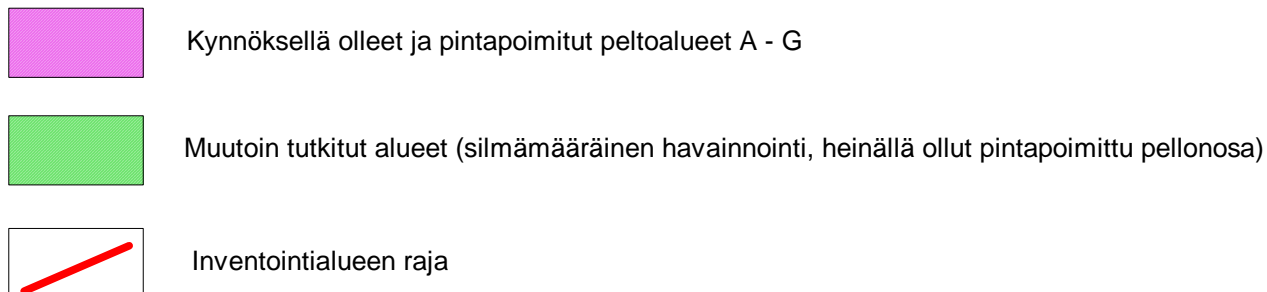 Kynnöksellä olleet ja pintapoimitut peltoalueet A - G
Muutoin tutkitut alueet (silmämääräinen havainnointi, heinällä ollut pintapoimittu pellonosa)
Inventointialueen raja